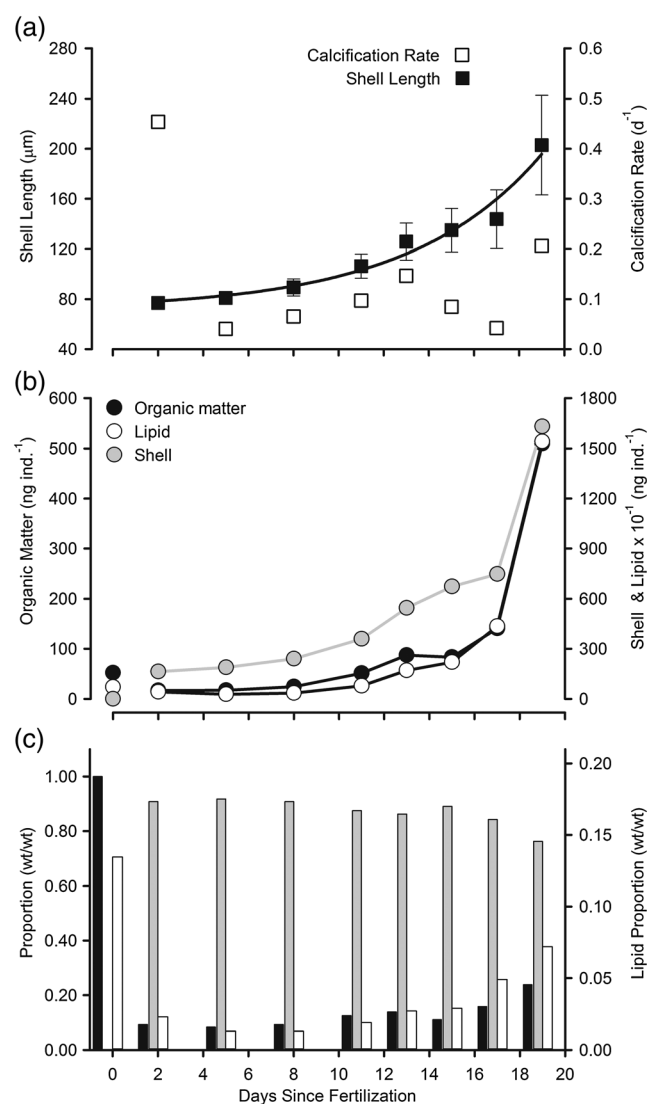 (a)
280
240
200
160
120
80
40
Shell Length (μm)
Calcification Rate
Shell Length
0.6
0.5
0.4
0.3
0.2
0.1
0.0
Calcification Rate (d⁻¹)
(b)
600
500
400
300
200
100
0
Organic Matter (ng ind.⁻¹)
Organic matter
Lipid
Shell
1800
1500
1200
900
600
300
0
Shell & Lipid x 10⁻¹ (ng ind.⁻¹)
(c)
1.00
0.80
0.60
0.40
0.20
0.00
Proportion (wt/wt)
0.20
0.15
0.10
0.05
0.00
Lipid Proportion (wt/wt)
0 2 4 6 8 10 12 14 16 18 20
Days Since Fertilization